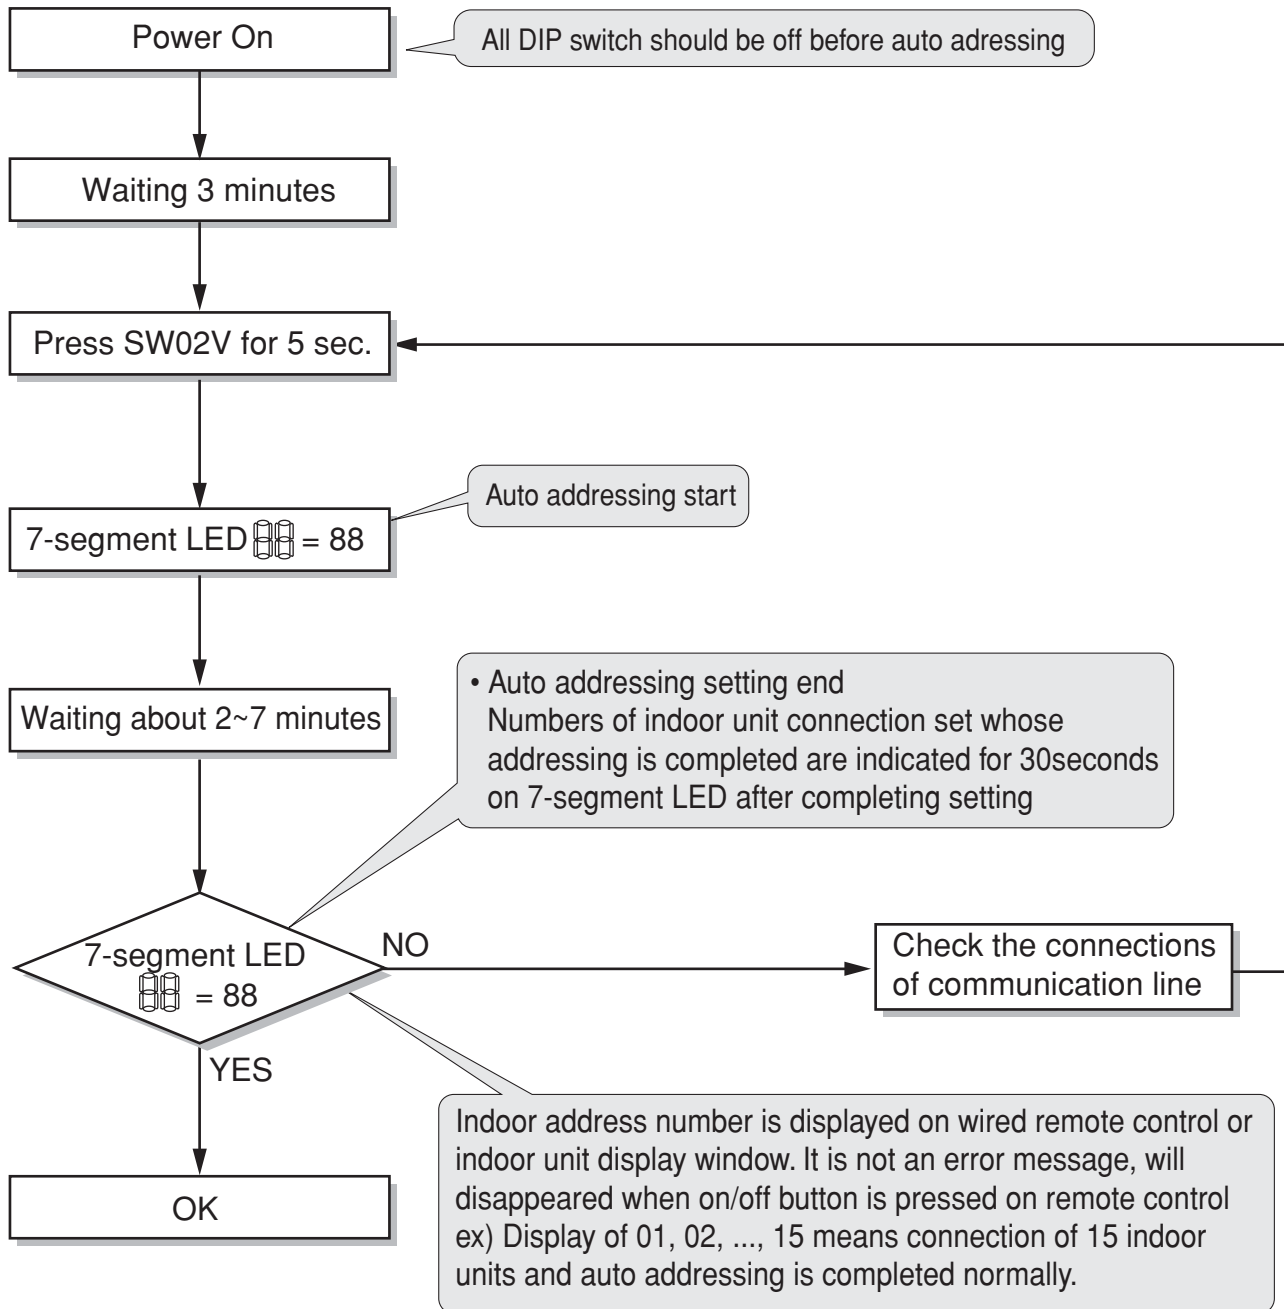 Power On
All DIP switch should be off before auto adressing
Waiting 3 minutes
Press SW02V for 5 sec.
Auto addressing start
7-segment LED 88 = 88
Waiting about 2~7 minutes
• Auto addressing setting end
Numbers of indoor unit connection set whose
addressing is completed are indicated for 30seconds
on 7-segment LED after completing setting
7-segment LED
88 = 88
NO
Check the connections
of communication line
YES
Indoor address number is displayed on wired remote control or
indoor unit display window. It is not an error message, will
disappeared when on/off button is pressed on remote control
ex) Display of 01, 02, ..., 15 means connection of 15 indoor
units and auto addressing is completed normally.
OK